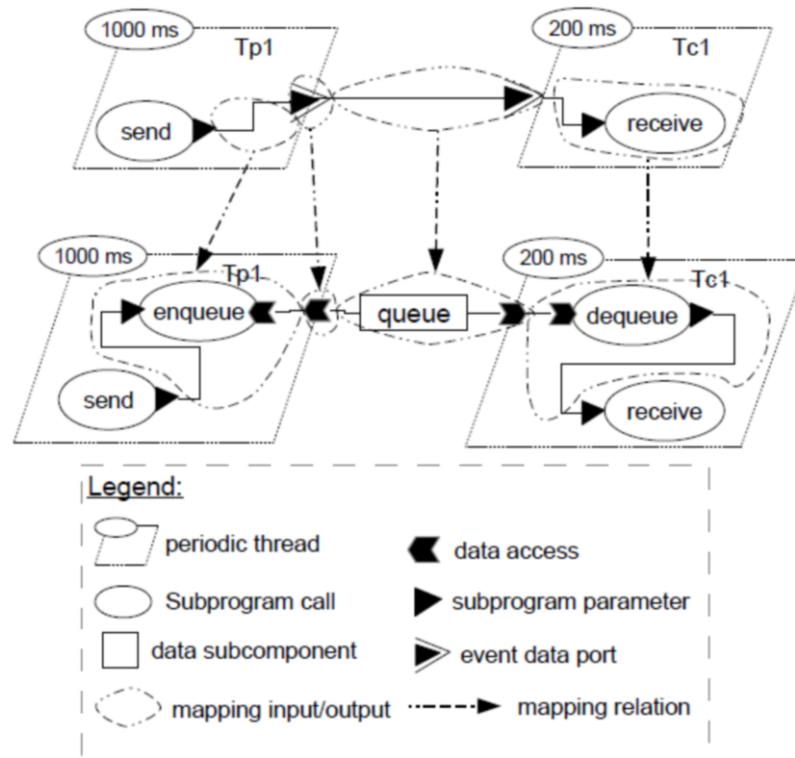 1000 ms
Tp1
200 ms
Tc1
send
receive
1000 ms
Tp1
200 ms
Tc1
enqueue
queue
dequeue
send
receive
Legend:
periodic thread
data access
Subprogram call
subprogram parameter
data subcomponent
event data port
mapping input/output
mapping relation